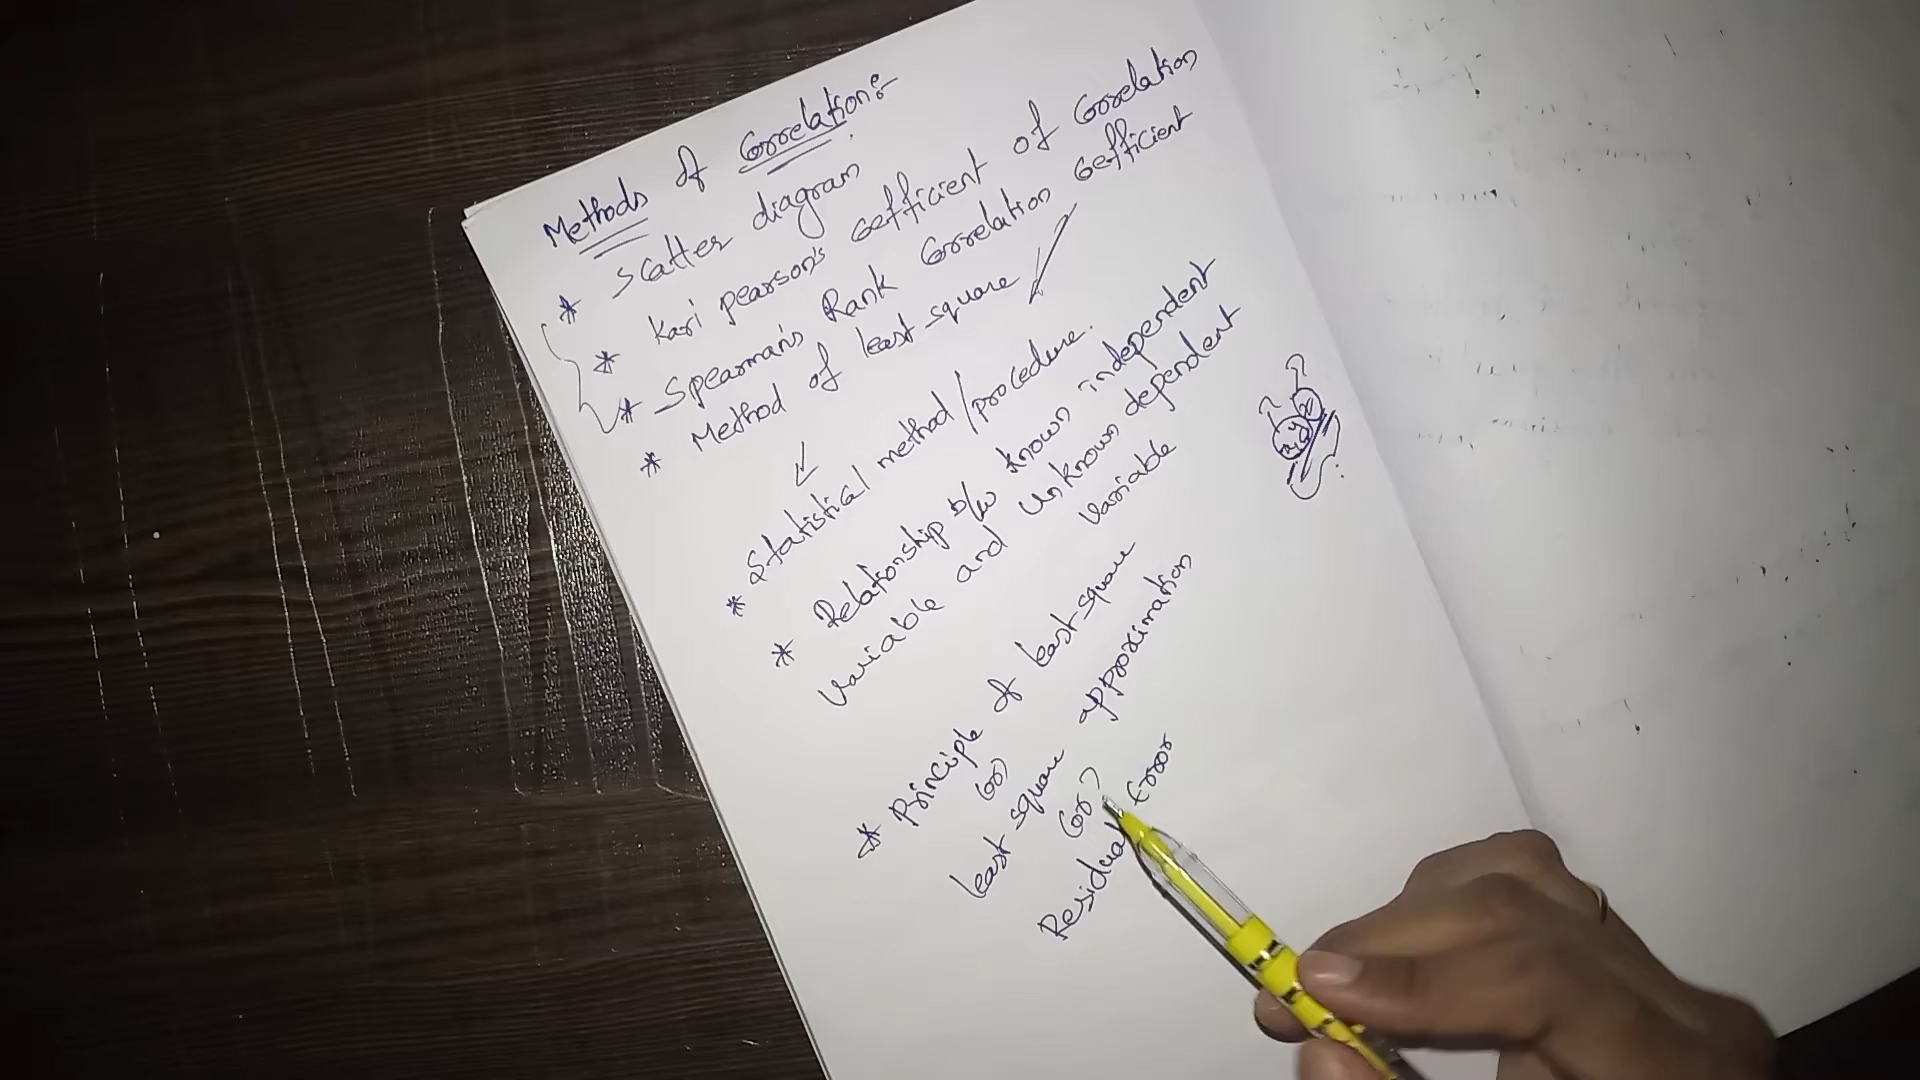 Methods of Correlation:-
* Scatter diagram
* Karl pearson's coefficient of Correlation
* Spearman's Rank Correlation coefficient
* Method of least-square
* Statistical method/procedure.
* Relationship b/w known independent
variable and unknown dependent
variable
* Principle of least-square
(or)
least square approximation
(or)
Residual Error